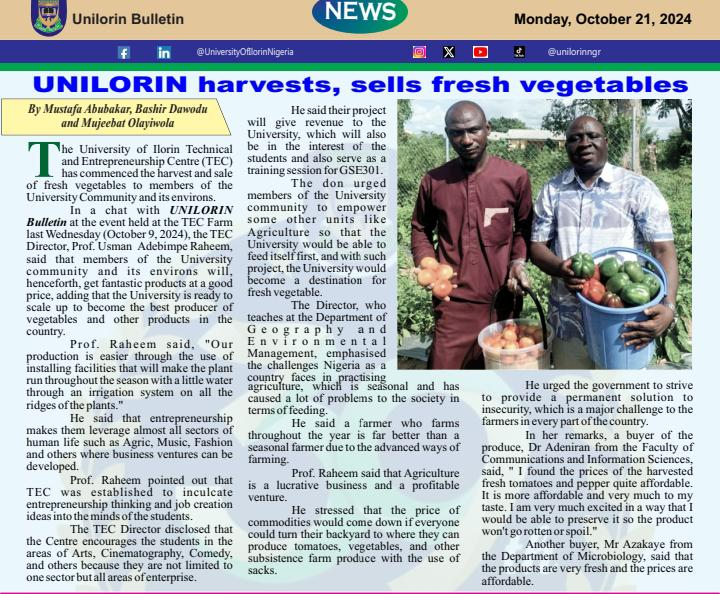 Unilorin Bulletin
NEWS
Monday, October 21, 2024
@UniversityOfIlorinNigeria
@unilorinngr
UNILORIN harvests, sells fresh vegetables
By Mustafa Abubakar, Bashir Dawodu
and Mujeebat Olayiwola
The University of Ilorin Technical
and Entrepreneurship Centre (TEC)
has commenced the harvest and sale
of fresh vegetables to members of the
University Community and its environs.
In a chat with UNILORIN
Bulletin at the event held at the TEC Farm
last Wednesday (October 9, 2024), the TEC
Director, Prof. Usman Adebimpe Raheem,
said that members of the University
community and its environs will,
henceforth, get fantastic products at a good
price, adding that the University is ready to
scale up to become the best producer of
vegetables and other products in the
country.
Prof. Raheem said, "Our
production is easier through the use of
installing facilities that will make the plant
run throughout the season with a little water
through an irrigation system on all the
ridges of the plants."
He said that entrepreneurship
makes them leverage almost all sectors of
human life such as Agric, Music, Fashion
and others where business ventures can be
developed.
Prof. Raheem pointed out that
TEC was established to inculcate
entrepreneurship thinking and job creation
ideas into the minds of the students.
The TEC Director disclosed that
the Centre encourages the students in the
areas of Arts, Cinematography, Comedy,
and others because they are not limited to
one sector but all areas of enterprise.
He said their project
will give revenue to the
University, which will also
be in the interest of the
students and also serve as a
training session for GSE301.
The don urged
members of the University
community to empower
some other units like
Agriculture so that the
University would be able to
feed itself first, and with such
project, the University would
become a destination for
fresh vegetable.
The Director, who
teaches at the Department of
Geography and
Environmental
Management, emphasised
the challenges Nigeria as a
country faces in practising
agriculture, which is seasonal and has
caused a lot of problems to the society in
terms of feeding.
He said a farmer who farms
throughout the year is far better than a
seasonal farmer due to the advanced ways of
farming.
Prof. Raheem said that Agriculture
is a lucrative business and a profitable
venture.
He stressed that the price of
commodities would come down if everyone
could turn their backyard to where they can
produce tomatoes, vegetables, and other
subsistence farm produce with the use of
sacks.
He urged the government to strive
to provide a permanent solution to
insecurity, which is a major challenge to the
farmers in every part of the country.
In her remarks, a buyer of the
produce, Dr Adeniran from the Faculty of
Communications and Information Sciences,
said, " I found the prices of the harvested
fresh tomatoes and pepper quite affordable.
It is more affordable and very much to my
taste. I am very much excited in a way that I
would be able to preserve it so the product
won't go rotten or spoil."
Another buyer, Mr Azakaye from
the Department of Microbiology, said that
the products are very fresh and the prices are
affordable.